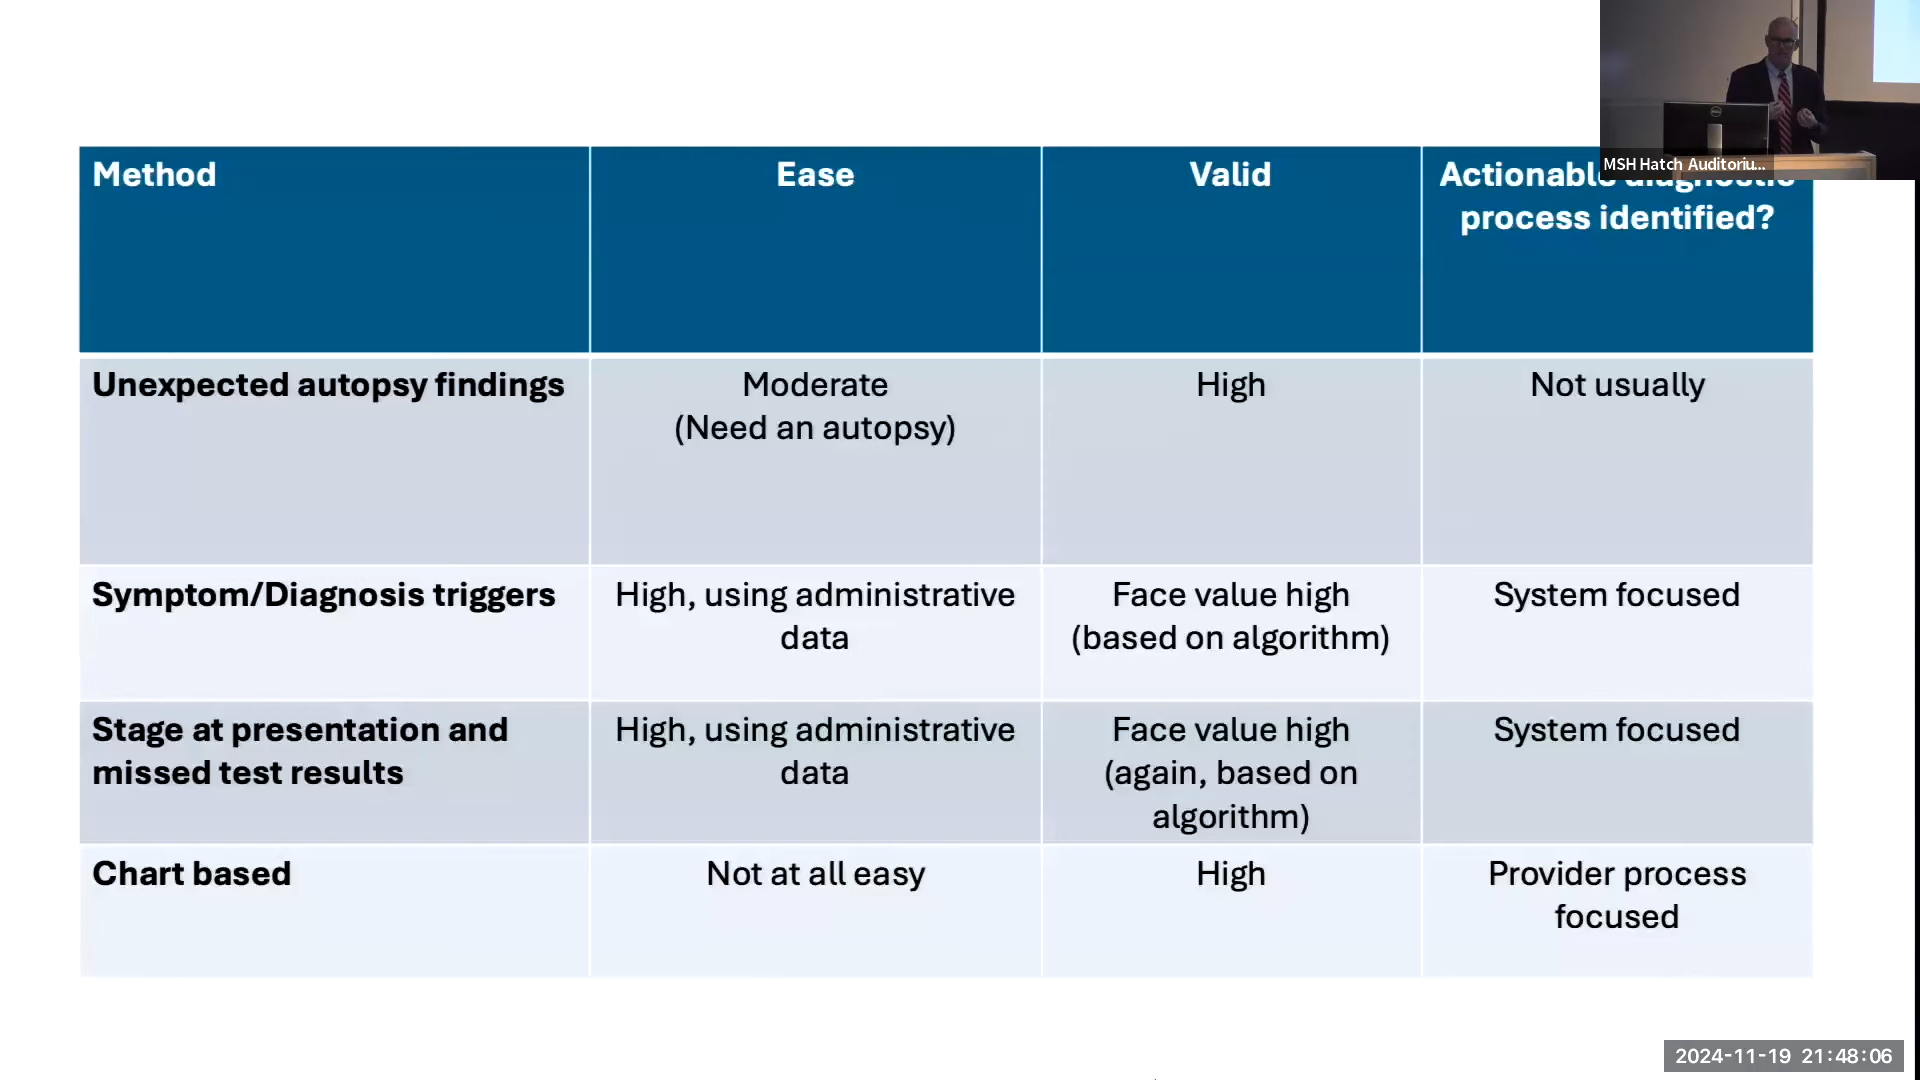 MSH Hatch Auditoriu...
Method
Ease
Valid
Actionable diagnostic
process identified?
Unexpected autopsy findings
Moderate
(Need an autopsy)
High
Not usually
Symptom/Diagnosis triggers
High, using administrative
data
Face value high
(based on algorithm)
System focused
Stage at presentation and
missed test results
High, using administrative
data
Face value high
(again, based on
algorithm)
System focused
Chart based
Not at all easy
High
Provider process
focused
2024-11-19 21:48:06